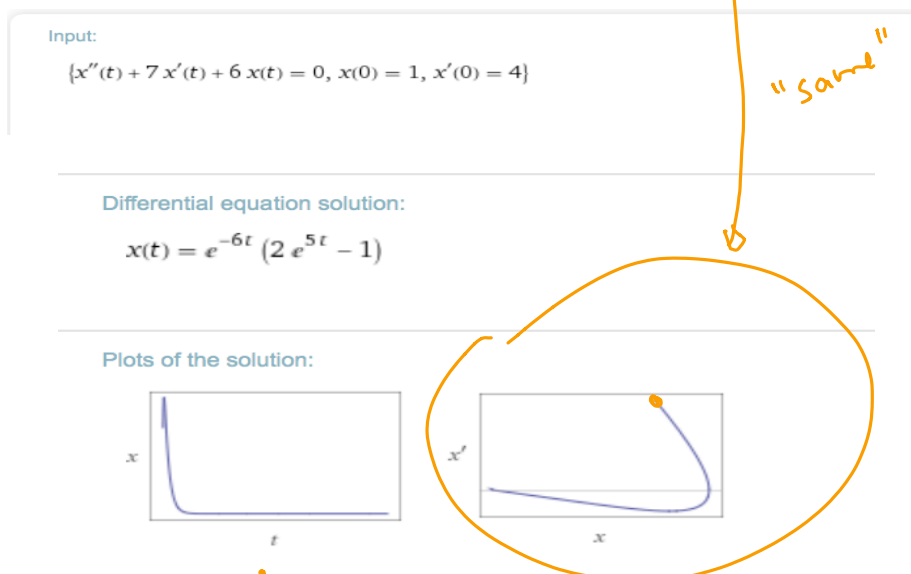 Input:
{x″(t) + 7 x′(t) + 6 x(t) = 0, x(0) = 1, x′(0) = 4}
"same"
Differential equation solution:
x(t) = e^{-6t} (2 e^{5t} − 1)
Plots of the solution:
x
x′
t
x